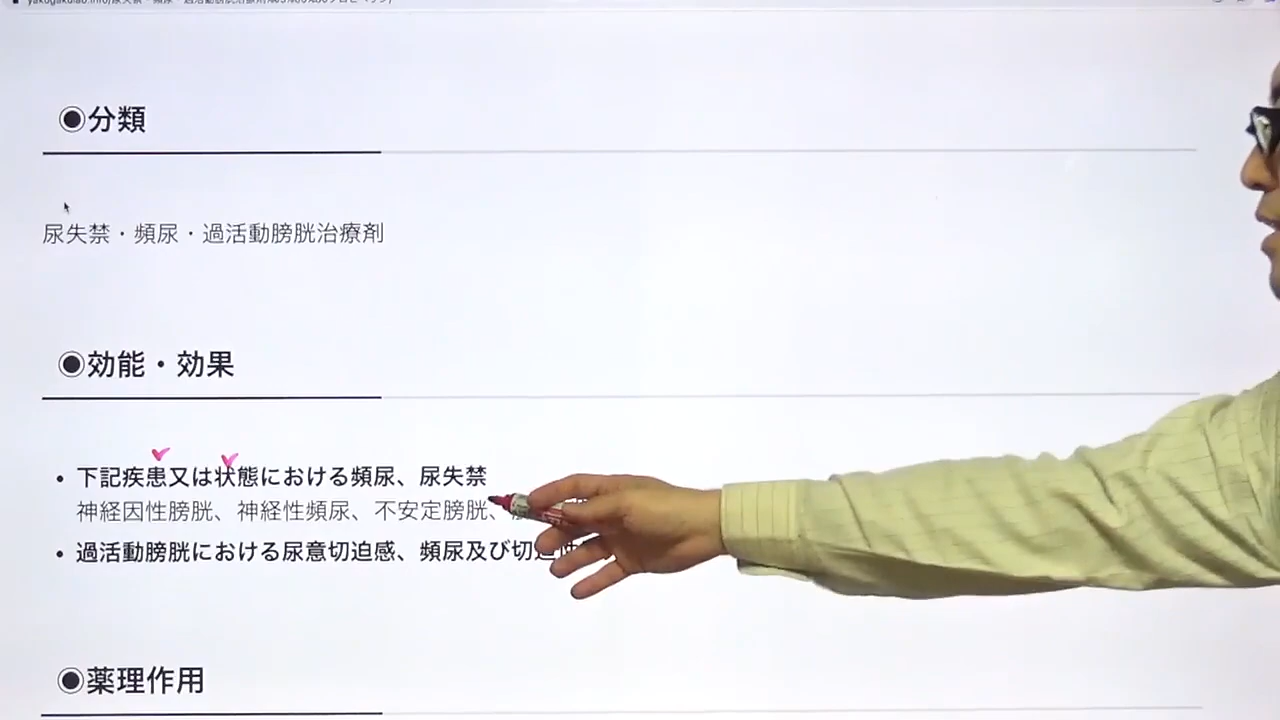 ◉分類
尿失禁・頻尿・過活動膀胱治療剤
◉効能・効果
• 下記疾患又は状態における頻尿、尿失禁
神経因性膀胱、神経性頻尿、不安定膀胱、
• 過活動膀胱における尿意切迫感、頻尿及び切迫
◉薬理作用